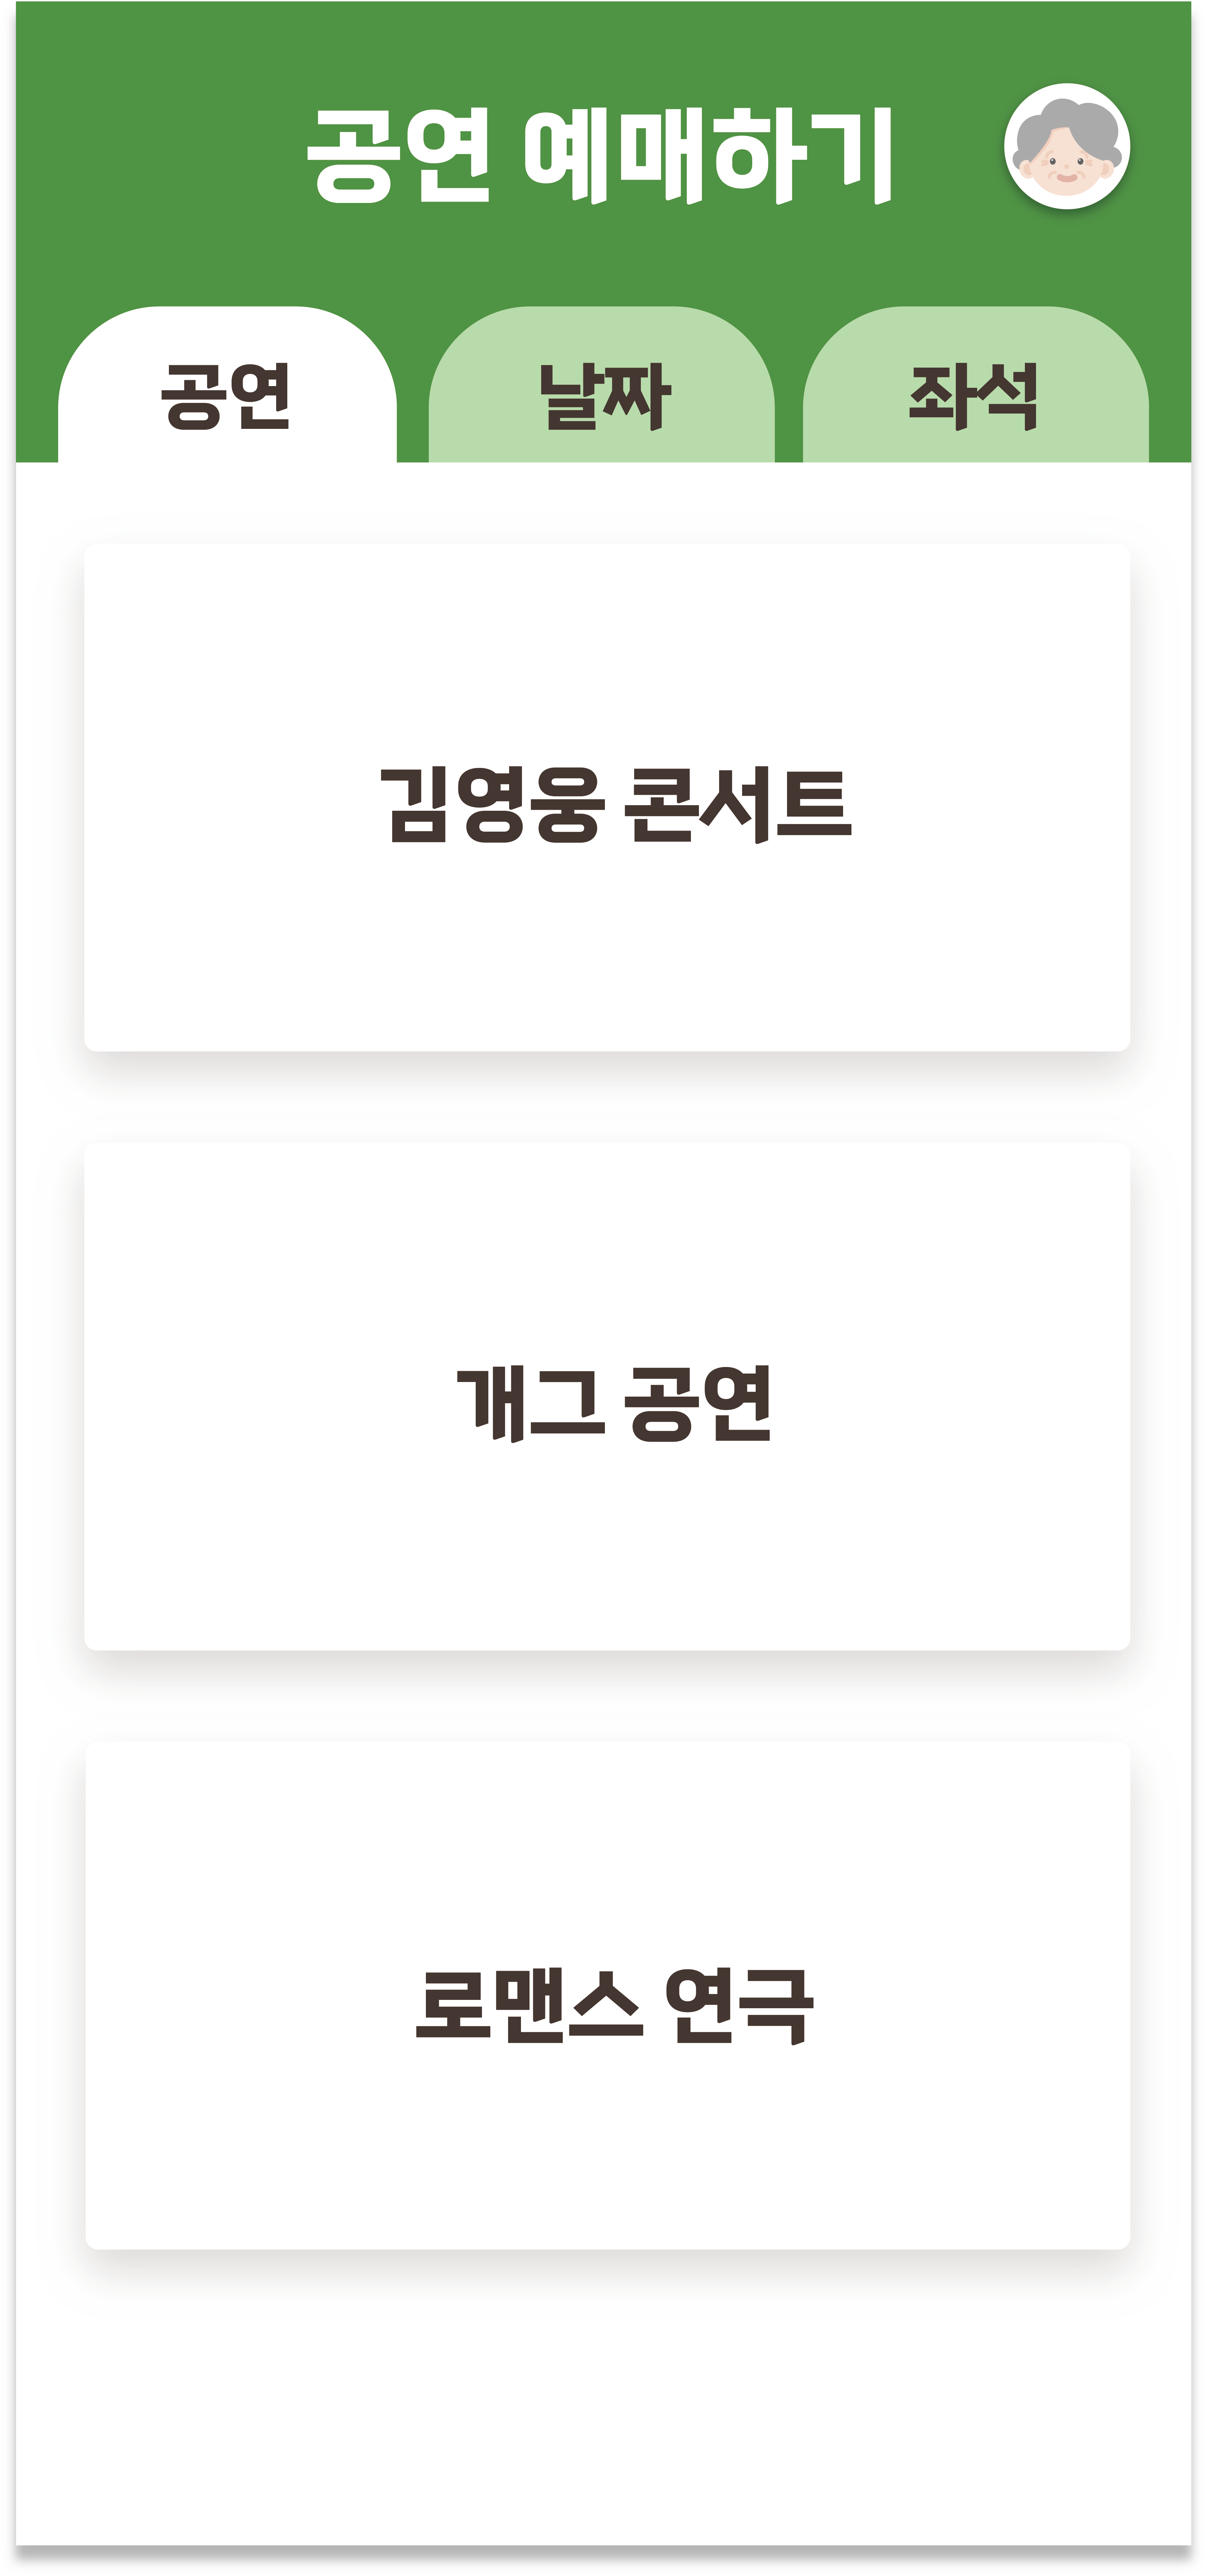 공연 예매하기
공연 날짜 좌석
김영웅 콘서트
개그 공연
로맨스 연극